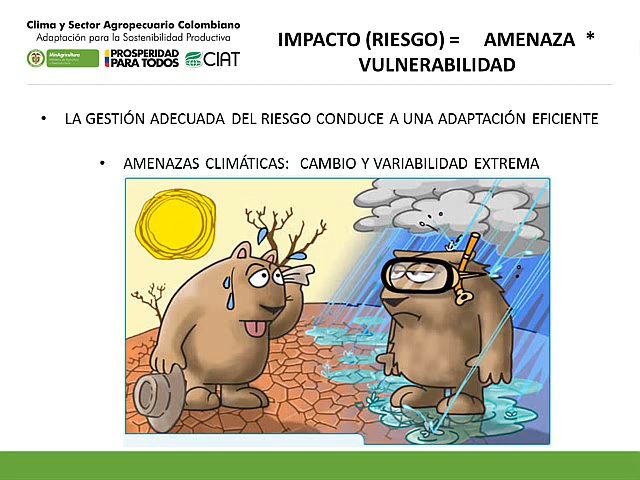 Clima y Sector Agropecuario Colombiano
Adaptación para la Sostenibilidad Productiva
MinAgricultura
PROSPERIDAD
PARA TODOS
CIAT
IMPACTO (RIESGO) = AMENAZA *
VULNERABILIDAD
• LA GESTIÓN ADECUADA DEL RIESGO CONDUCE A UNA ADAPTACIÓN EFICIENTE
• AMENAZAS CLIMÁTICAS: CAMBIO Y VARIABILIDAD EXTREMA